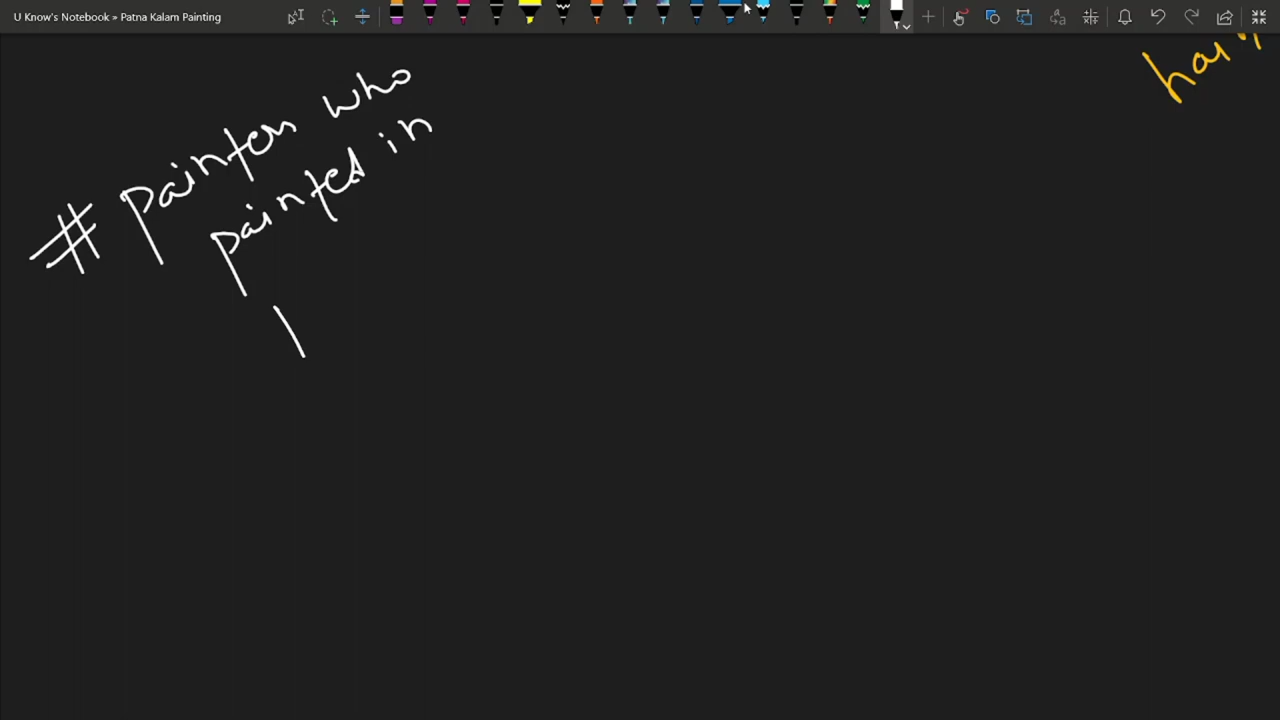 U Know's Notebook » Patna Kalam Painting
# painters who
painted in